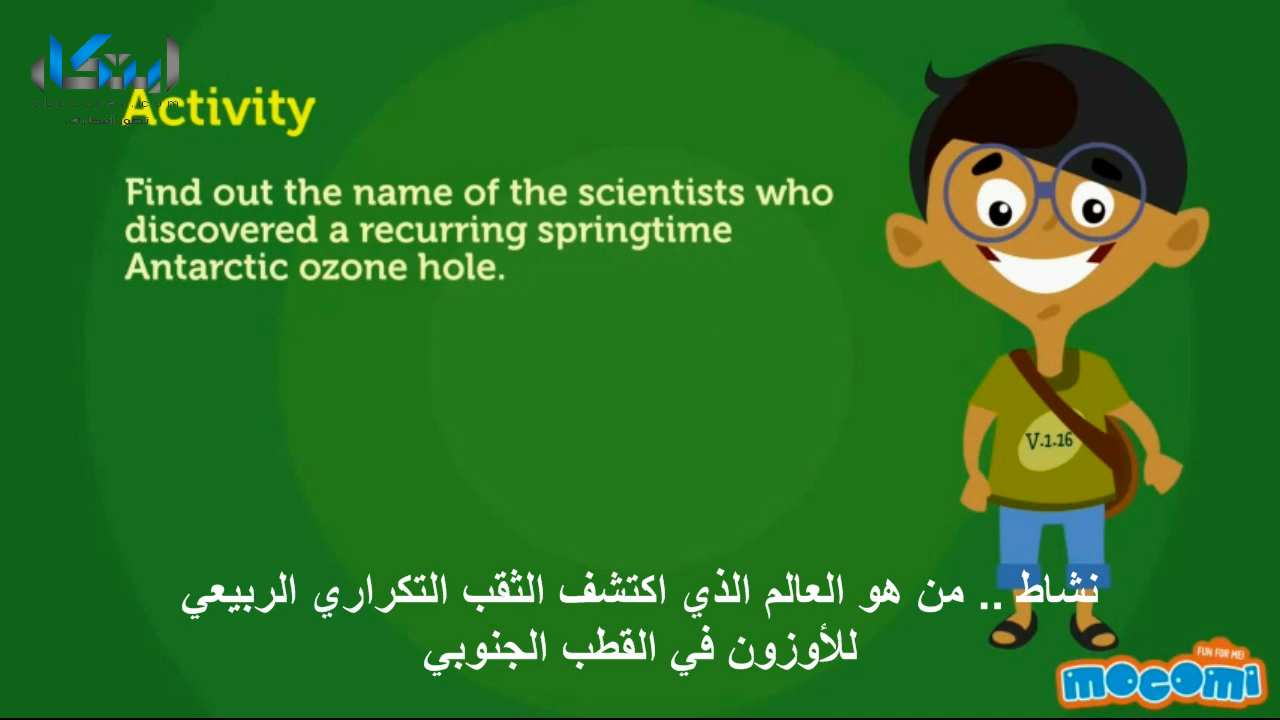 Activity
Find out the name of the scientists who
discovered a recurring springtime
Antarctic ozone hole.
V.1.16
نشاط .. من هو العالم الذي اكتشف الثقب التكراري الربيعي
للأوزون في القطب الجنوبي
FUN FOR ME!
mocomi